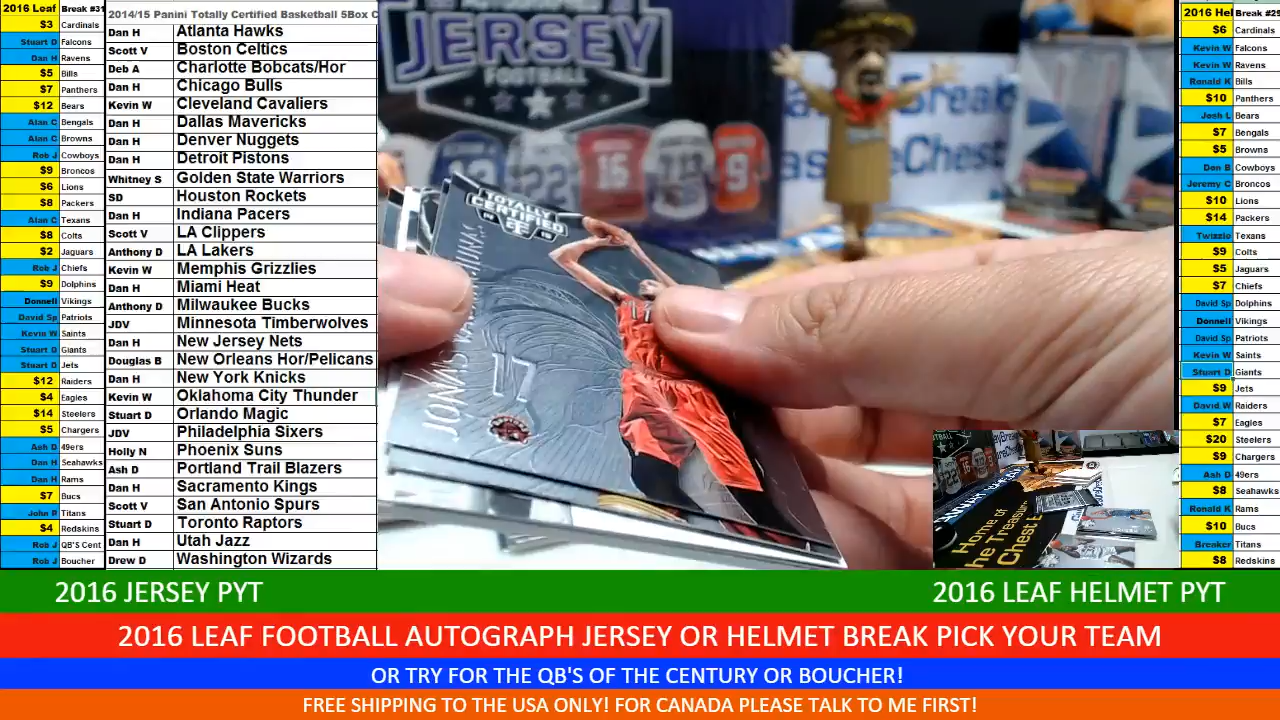 2016 Leaf Break #31
$3 Cardinals
Stuart D Falcons
Dan H Ravens
$5 Bills
$7 Panthers
$12 Bears
Alan C Bengals
Alan C Browns
Rob J Cowboys
$9 Broncos
$6 Lions
$8 Packers
Alan C Texans
$8 Colts
$2 Jaguars
Rob J Chiefs
$9 Dolphins
Donnell Vikings
David Sp Patriots
Kevin W Saints
Stuart D Giants
Stuart D Jets
$12 Raiders
$4 Eagles
$14 Steelers
$5 Chargers
Ash D 49ers
Dan H Seahawks
Dan H Rams
$7 Bucs
John P Titans
$4 Redskins
Rob J QB'S Cent
Rob J Boucher
2014/15 Panini Totally Certified Basketball 5Box C
Dan H Atlanta Hawks
Scott V Boston Celtics
Deb A Charlotte Bobcats/Hor
Dan H Chicago Bulls
Kevin W Cleveland Cavaliers
Dan H Dallas Mavericks
Dan H Denver Nuggets
Dan H Detroit Pistons
Whitney S Golden State Warriors
SD Houston Rockets
Dan H Indiana Pacers
Scott V LA Clippers
Anthony D LA Lakers
Kevin W Memphis Grizzlies
Dan H Miami Heat
Anthony D Milwaukee Bucks
JDV Minnesota Timberwolves
Dan H New Jersey Nets
Douglas B New Orleans Hor/Pelicans
Dan H New York Knicks
Kevin W Oklahoma City Thunder
Stuart D Orlando Magic
JDV Philadelphia Sixers
Holly N Phoenix Suns
Ash D Portland Trail Blazers
Dan H Sacramento Kings
Scott V San Antonio Spurs
Stuart D Toronto Raptors
Dan H Utah Jazz
Drew D Washington Wizards
JERSEY
FOOTBALL
16
9
TOTALLY
CERTIFIED
17
Home of
the Treasure
Chest
2016 Hel Break #29
$6 Cardinals
Kevin W Falcons
Kevin W Ravens
Ronald K Bills
$10 Panthers
Josh L Bears
$7 Bengals
$5 Browns
Don B Cowboys
Jeremy C Broncos
$10 Lions
$14 Packers
Twizzle Texans
$9 Colts
$5 Jaguars
$7 Chiefs
David Sp Dolphins
Donnell Vikings
David Sp Patriots
Kevin W Saints
Stuart D Giants
$9 Jets
David W Raiders
$7 Eagles
$20 Steelers
$9 Chargers
Ash D 49ers
$8 Seahawks
Ronald K Rams
$10 Bucs
Breaker Titans
$8 Redskins
2016 JERSEY PYT
2016 LEAF HELMET PYT
2016 LEAF FOOTBALL AUTOGRAPH JERSEY OR HELMET BREAK PICK YOUR TEAM
OR TRY FOR THE QB'S OF THE CENTURY OR BOUCHER!
FREE SHIPPING TO THE USA ONLY! FOR CANADA PLEASE TALK TO ME FIRST!